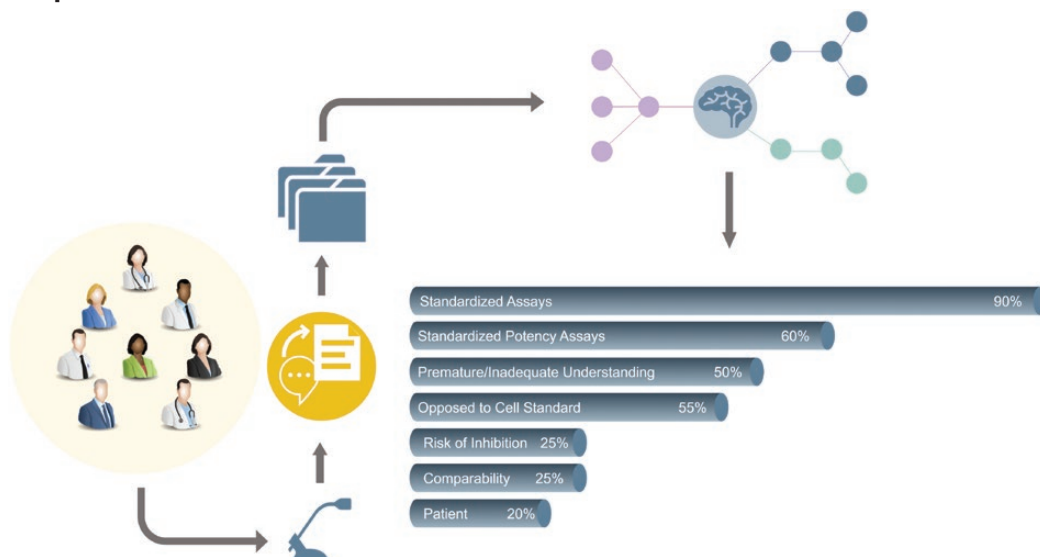 Standardized Assays 90%
Standardized Potency Assays 60%
Premature/Inadequate Understanding 50%
Opposed to Cell Standard 55%
Risk of Inhibition 25%
Comparability 25%
Patient 20%